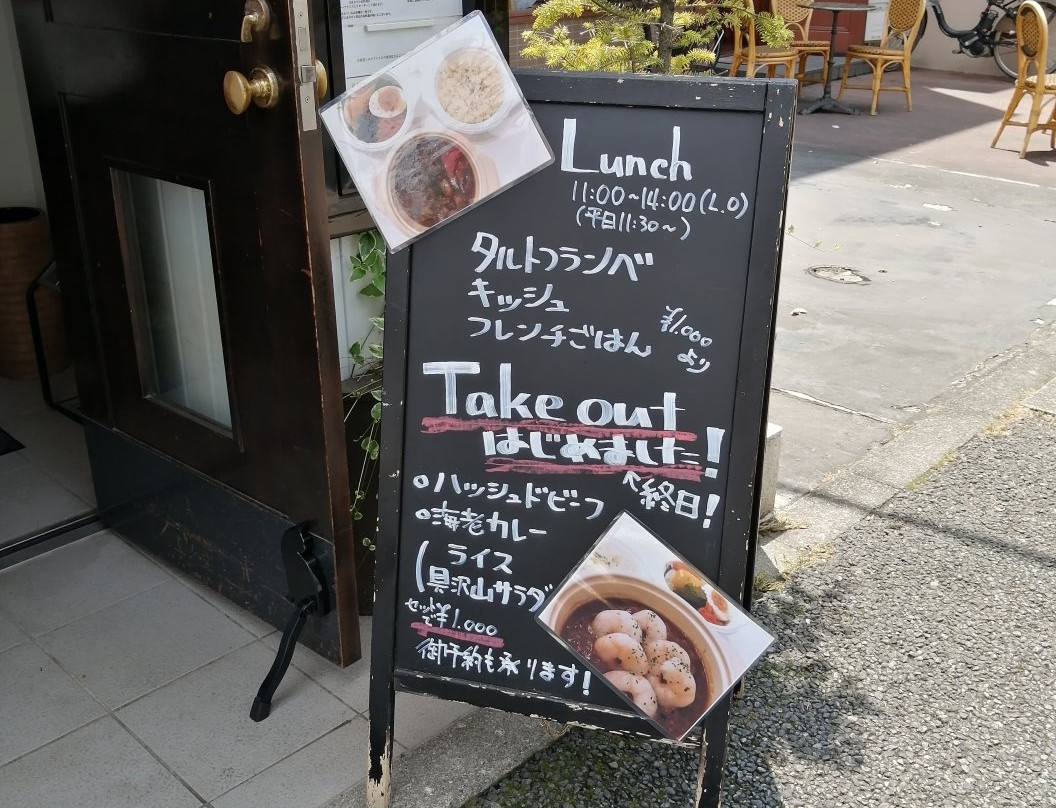 Lunch
11:00~14:00(L.O)
(平日11:30~)
タルトフランベ
キッシュ
フレンチごはん
¥1.000
より
Take out
はじめました!
↑終日!
○ハッシュドビーフ
○海老カレー
(ライス
具沢山サラダ
セット
で¥1.000
御予約も承ります!